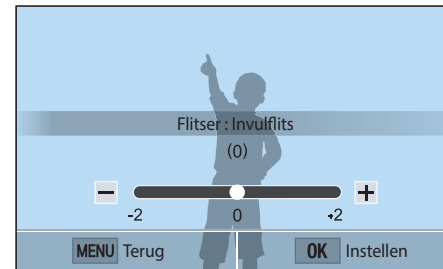 Flitser : Invulflits
(0)
-2 0 +2
MENU Terug OK Instellen